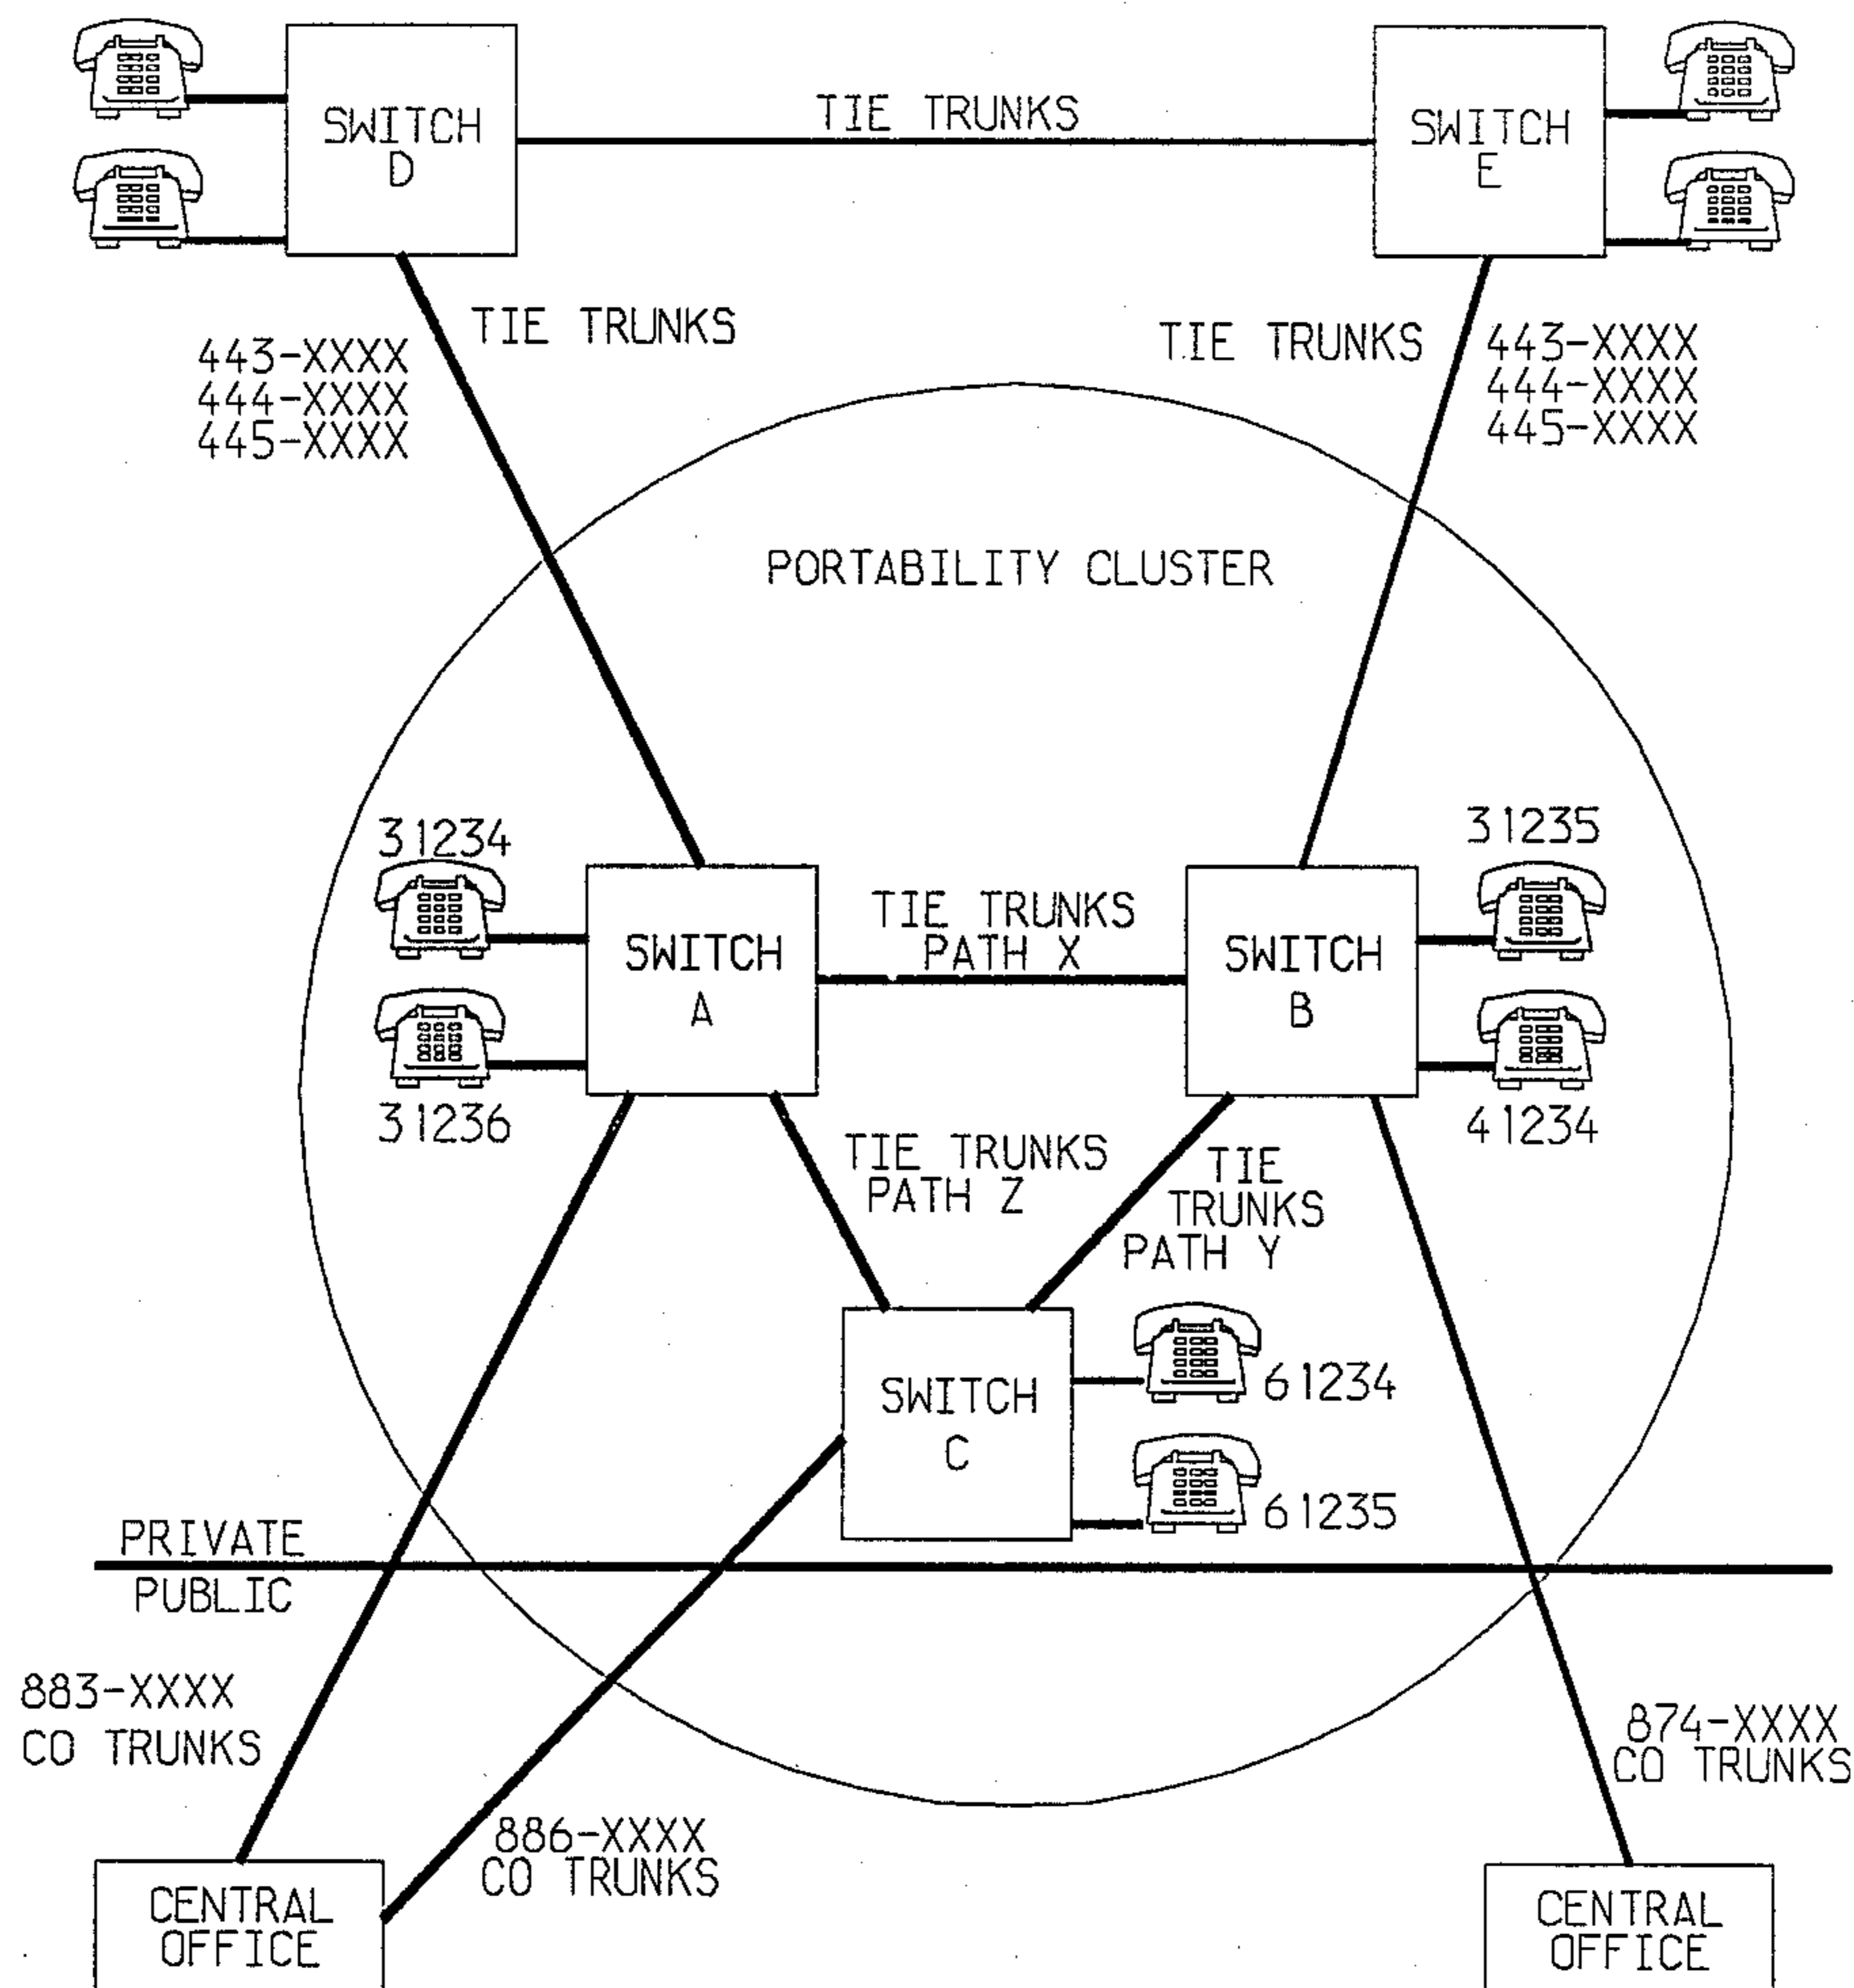 SWITCH
D
TIE TRUNKS
SWITCH
E
TIE TRUNKS
443-XXXX
444-XXXX
445-XXXX
TIE TRUNKS
443-XXXX
444-XXXX
445-XXXX
PORTABILITY CLUSTER
31234
SWITCH
A
31236
TIE TRUNKS
PATH X
31235
SWITCH
B
41234
TIE TRUNKS
PATH Z
TIE
TRUNKS
PATH Y
SWITCH
C
61234
61235
PRIVATE
PUBLIC
883-XXXX
CO TRUNKS
886-XXXX
CO TRUNKS
874-XXXX
CO TRUNKS
CENTRAL
OFFICE
CENTRAL
OFFICE